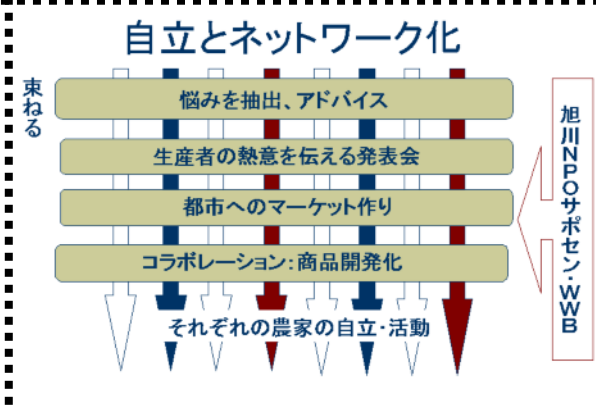 自立とネットワーク化
束ねる
悩みを抽出、アドバイス
生産者の熱意を伝える発表会
都市へのマーケット作り
コラボレーション：商品開発化
それぞれの農家の自立・活動
旭川NPOサポセン・WWB